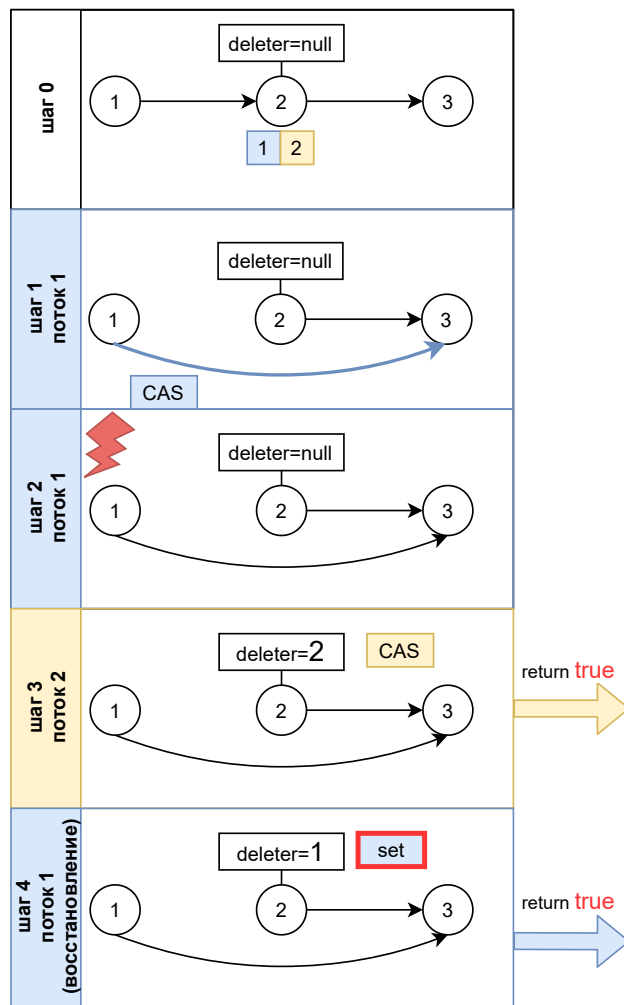 шаг 0
deleter=null
1
2
3
1
2
шаг 1
поток 1
deleter=null
1
2
3
CAS
шаг 2
поток 1
deleter=null
1
2
3
шаг 3
поток 2
deleter=2
CAS
1
2
3
return true
шаг 4
поток 1
(восстановление)
deleter=1
set
1
2
3
return true